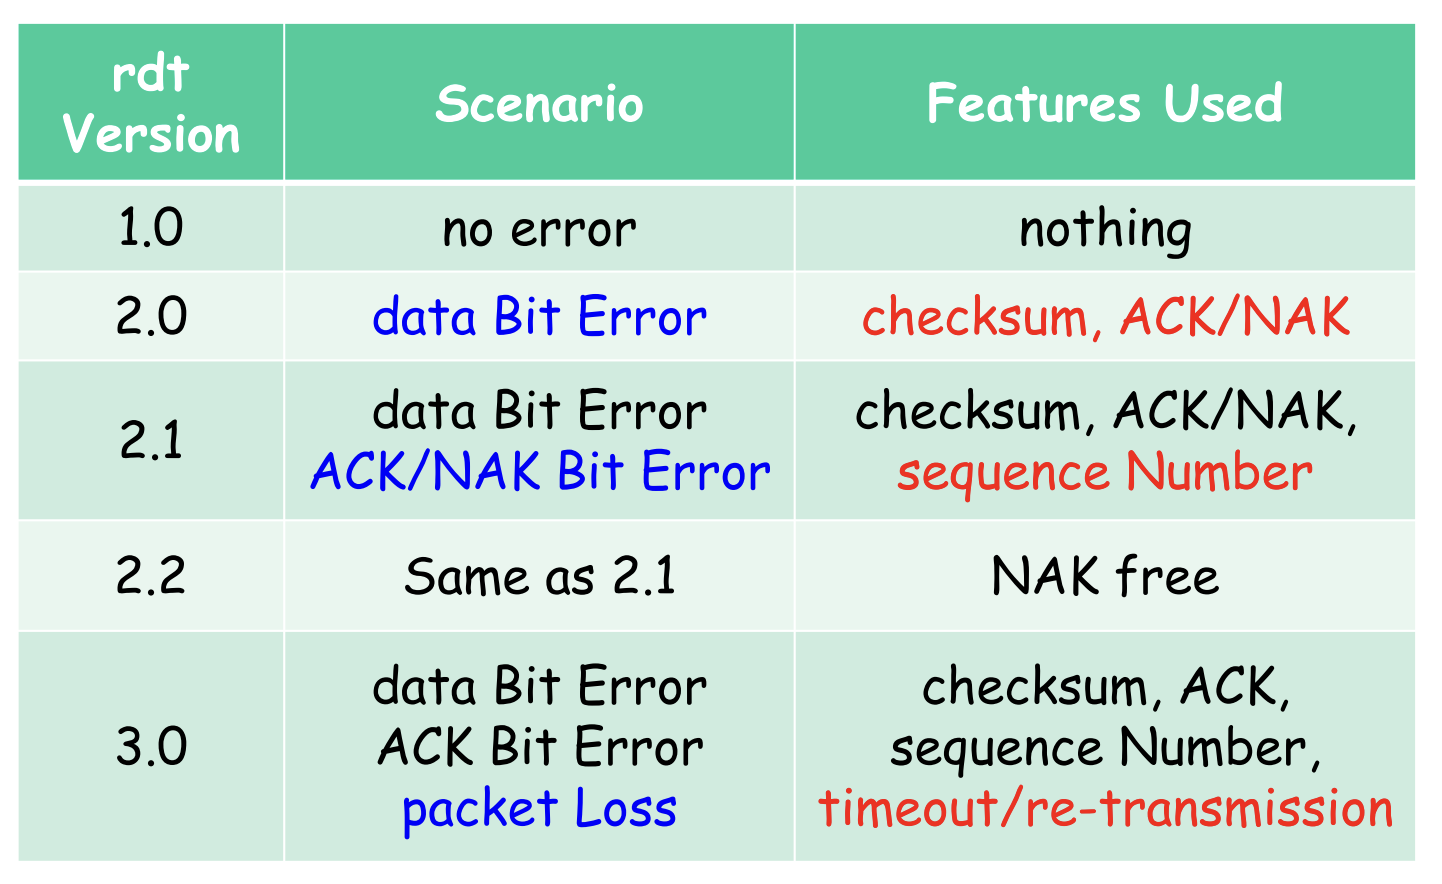 rdt
Version
Scenario
Features Used
1.0
no error
nothing
2.0
data Bit Error
checksum, ACK/NAK
2.1
data Bit Error
ACK/NAK Bit Error
checksum, ACK/NAK,
sequence Number
2.2
Same as 2.1
NAK free
3.0
data Bit Error
ACK Bit Error
packet Loss
checksum, ACK,
sequence Number,
timeout/re-transmission